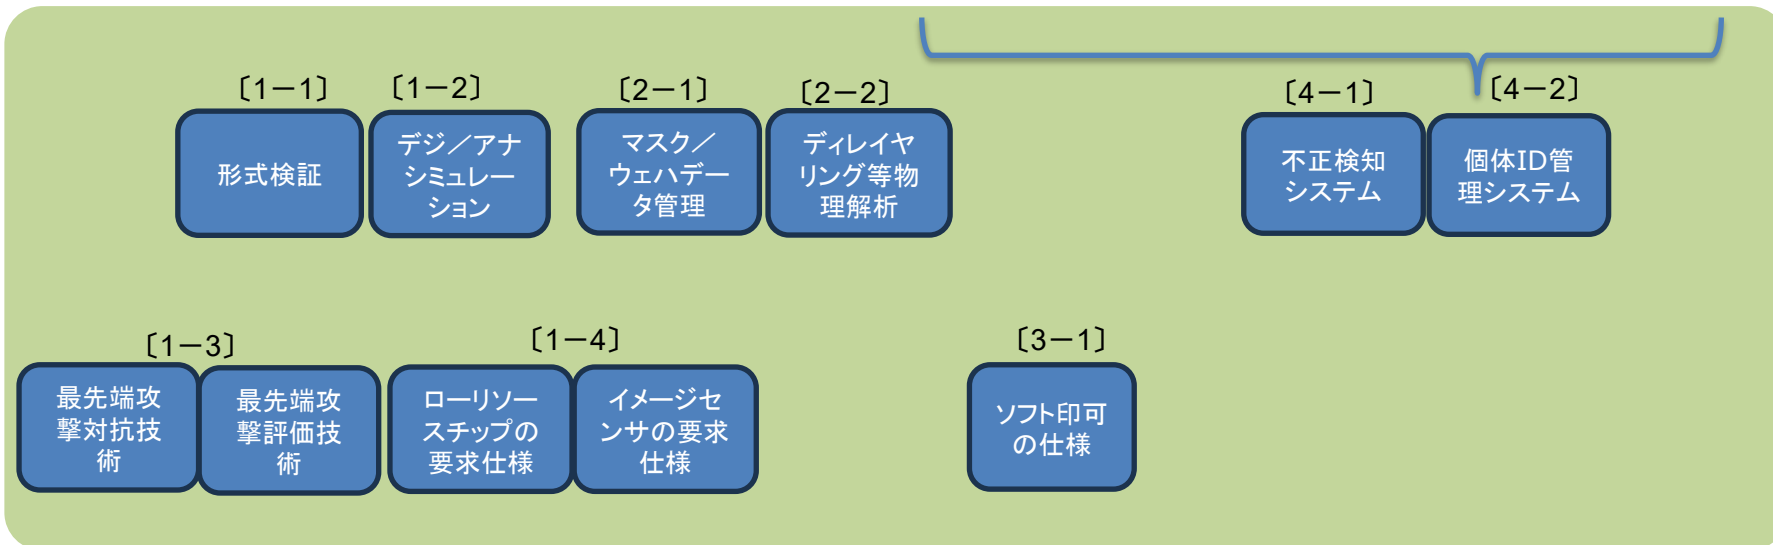 〔1－1〕
形式検証
〔1－2〕
デジ／アナ
シミュレー
ション
〔2－1〕
マスク／
ウェハデー
タ管理
〔2－2〕
ディレイヤ
リング等物
理解析
〔4－1〕
不正検知
システム
〔4－2〕
個体ID管
理システム
〔1－3〕
最先端攻
撃対抗技
術
最先端攻
撃評価技
術
〔1－4〕
ローリソー
スチップの
要求仕様
イメージセ
ンサの要求
仕様
〔3－1〕
ソフト印可
の仕様